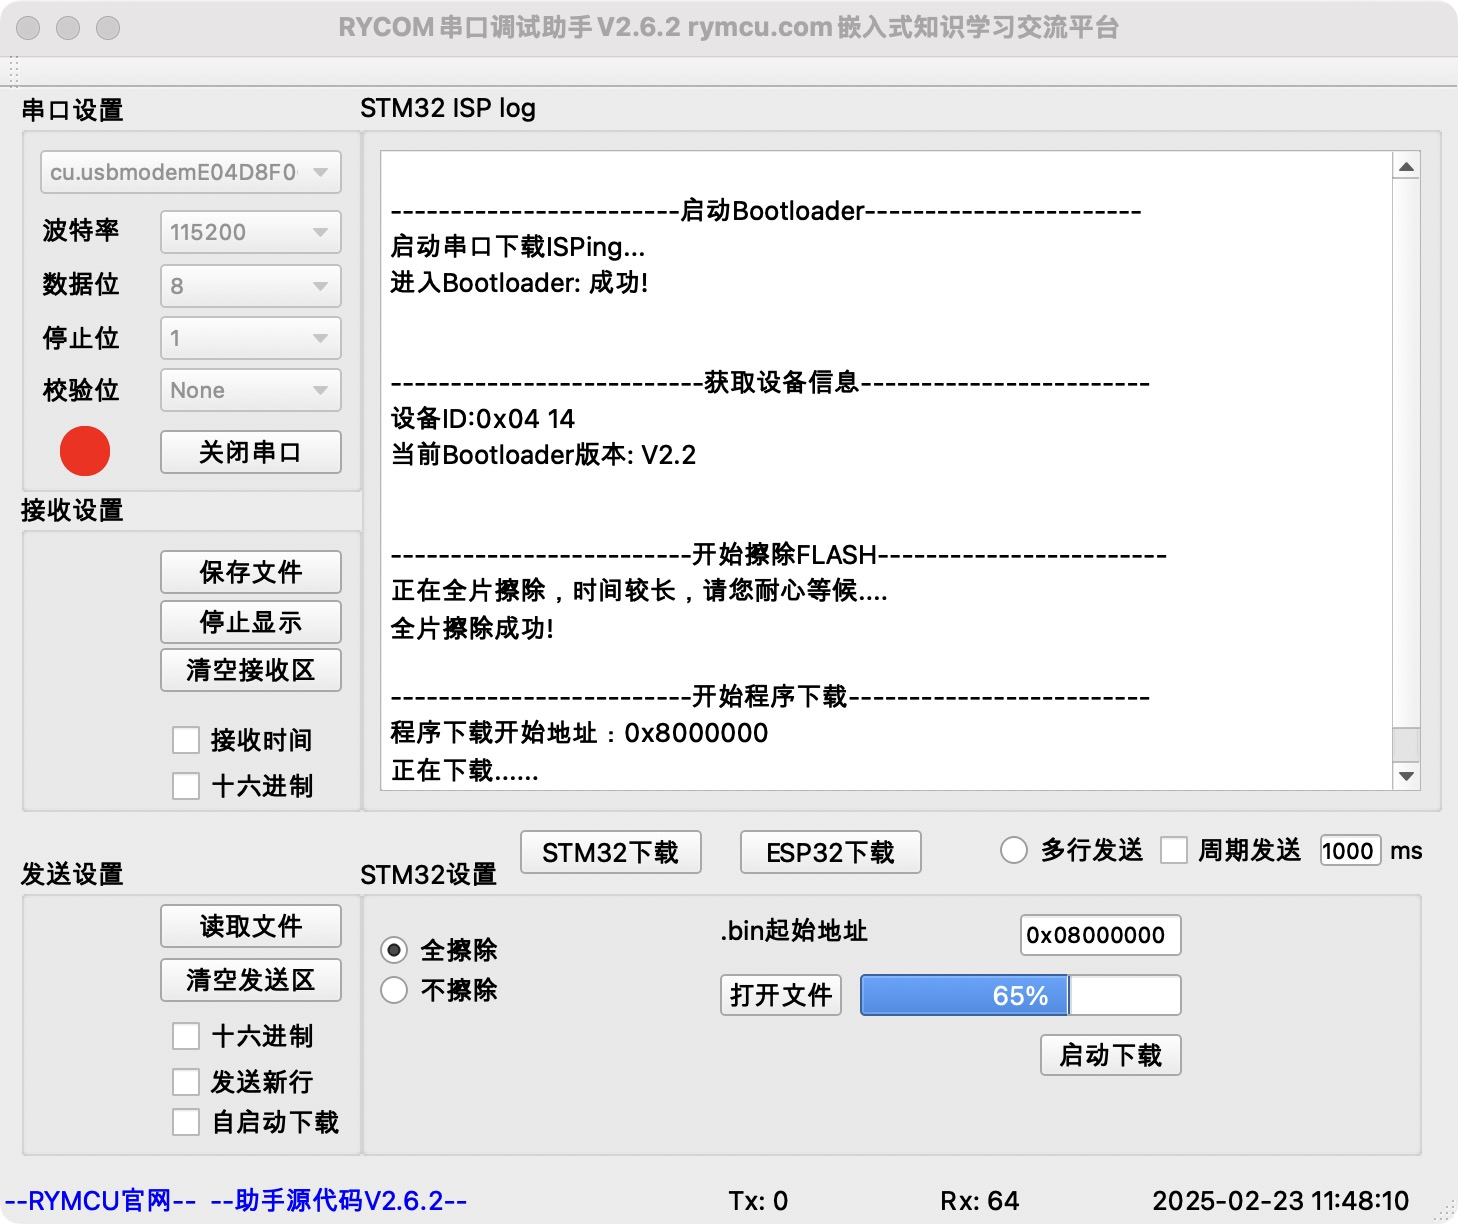 RYCOM 串口调试助手 V2.6.2 rymcu.com 嵌入式知识学习交流平台
串口设置
cu.usbmodemE04D8F0
波特率 115200
数据位 8
停止位 1
校验位 None
关闭串口
接收设置
保存文件
停止显示
清空接收区
接收时间
十六进制
STM32 ISP log
------------------------启动Bootloader-----------------------
启动串口下载ISPing...
进入Bootloader: 成功!
--------------------------获取设备信息------------------------
设备ID:0x04 14
当前Bootloader版本: V2.2
-------------------------开始擦除FLASH------------------------
正在全片擦除，时间较长，请您耐心等候....
全片擦除成功!
-------------------------开始程序下载-------------------------
程序下载开始地址：0x8000000
正在下载......
STM32下载 ESP32下载 多行发送 周期发送 1000 ms
发送设置
读取文件
清空发送区
十六进制
发送新行
自启动下载
STM32设置
全擦除
不擦除
.bin起始地址 0x08000000
打开文件 65%
启动下载
--RYMCU官网-- --助手源代码V2.6.2-- Tx: 0 Rx: 64 2025-02-23 11:48:10